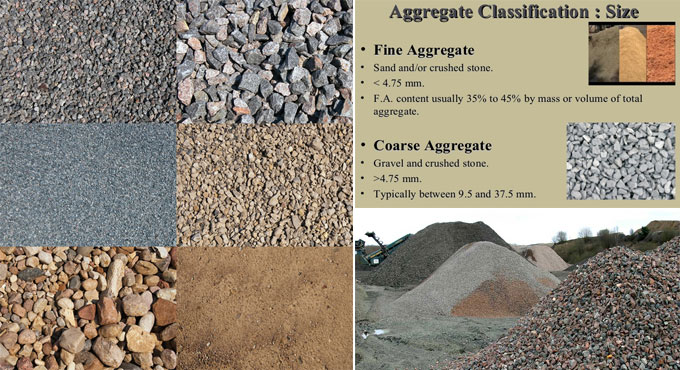 Aggregate Classification : Size
• Fine Aggregate
• Sand and/or crushed stone.
• < 4.75 mm.
• F.A. content usually 35% to 45% by mass or volume of total
aggregate.
• Coarse Aggregate
• Gravel and crushed stone.
• >4.75 mm.
• Typically between 9.5 and 37.5 mm.